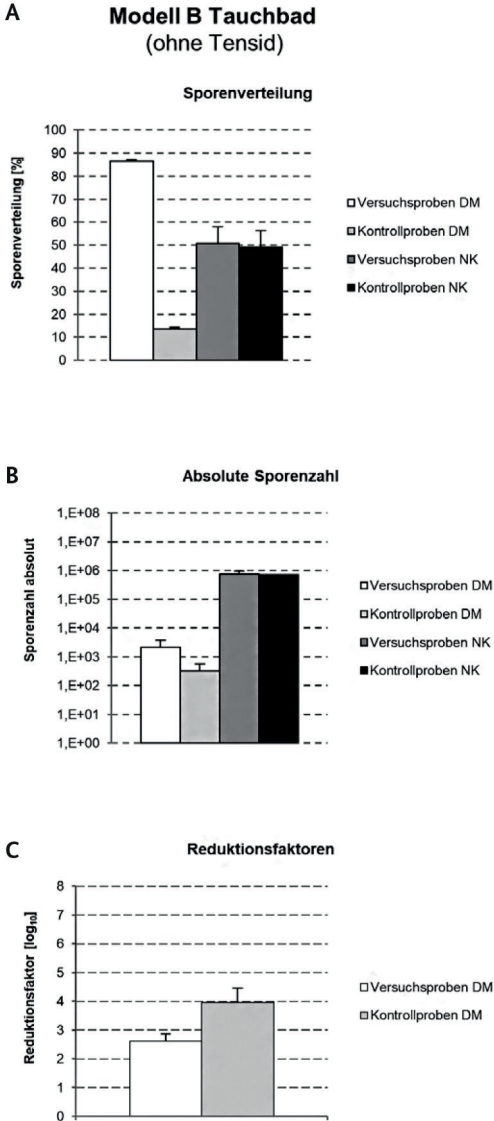 A
Modell B Tauchbad
(ohne Tensid)
Sporenverteilung
Sporenverteilung [%]
100
90
80
70
60
50
40
30
20
10
0
Versuchsproben DM
Kontrollproben DM
Versuchsproben NK
Kontrollproben NK
B
Absolute Sporenzahl
Sporenzahl absolut
1,E+08
1,E+07
1,E+06
1,E+05
1,E+04
1,E+03
1,E+02
1,E+01
1,E+00
Versuchsproben DM
Kontrollproben DM
Versuchsproben NK
Kontrollproben NK
C
Reduktionsfaktoren
Reduktionsfaktor [log₁₀]
8
7
6
5
4
3
2
1
0
Versuchsproben DM
Kontrollproben DM